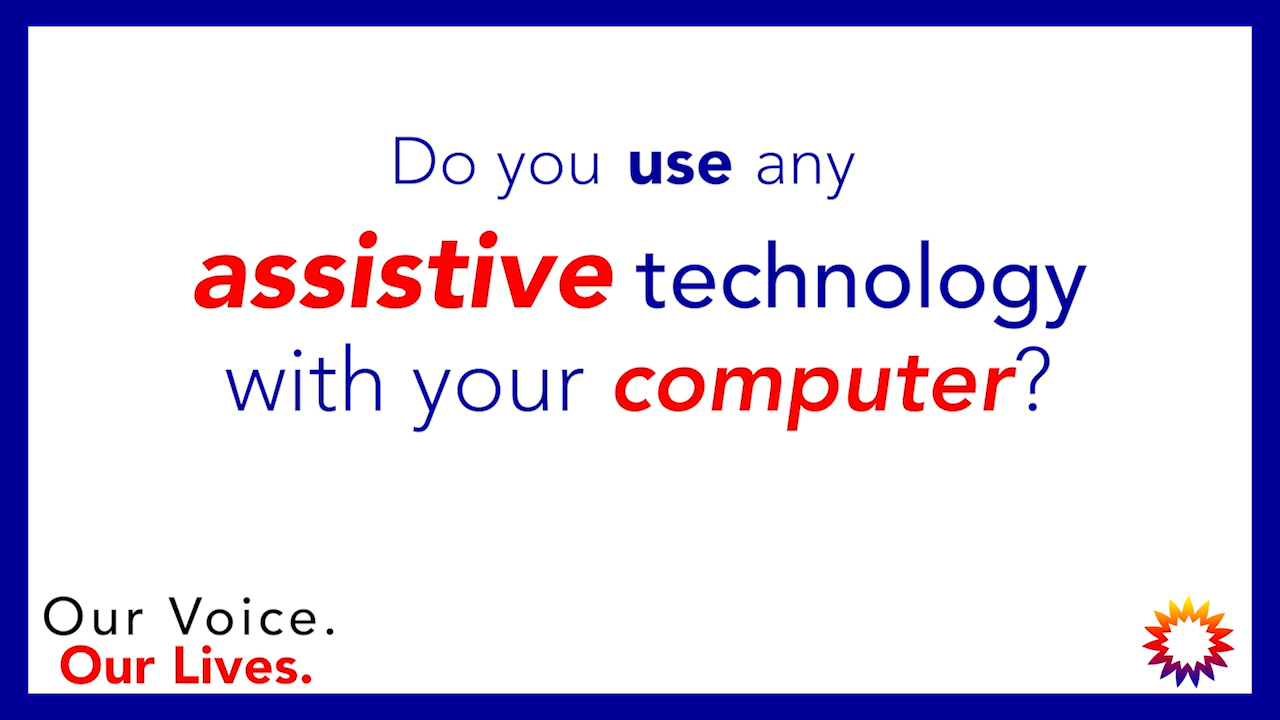 Do you use any
assistive technology
with your computer?
Our Voice.
Our Lives.